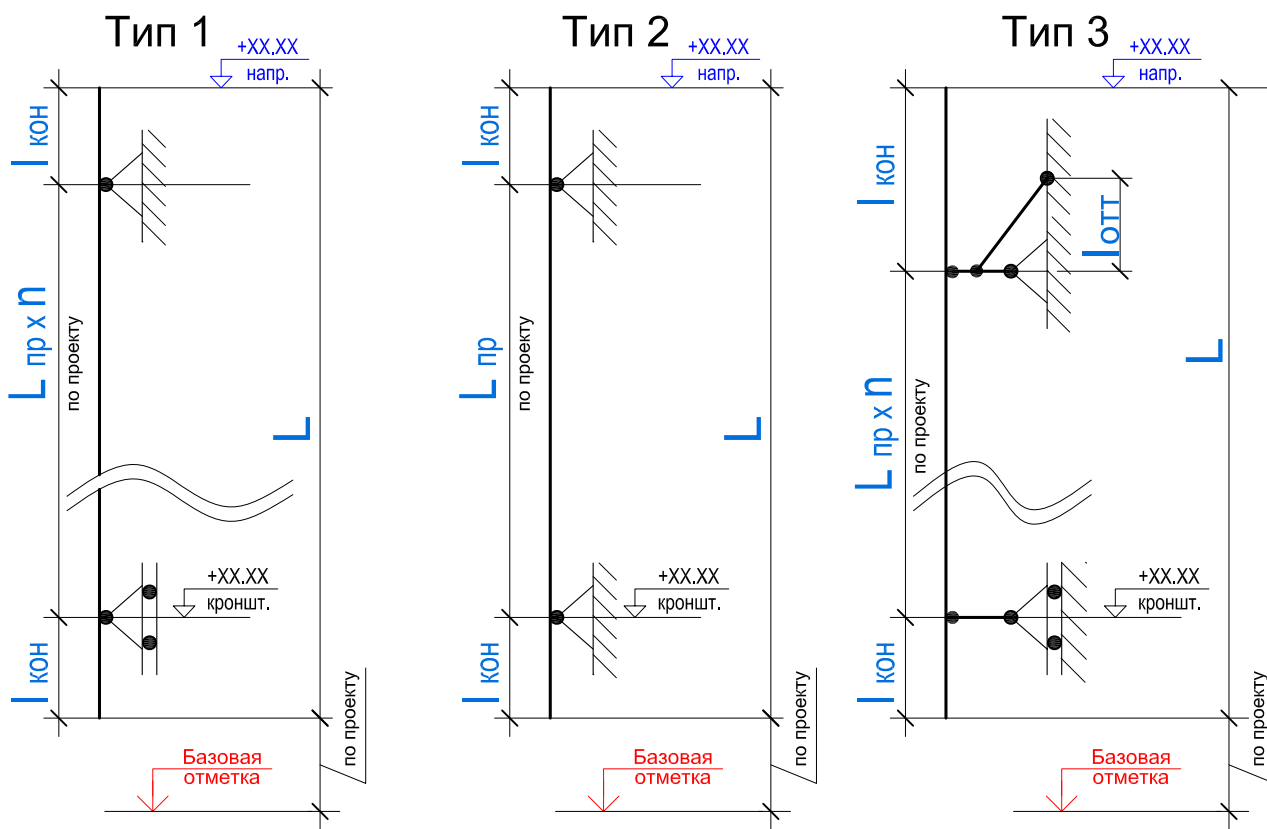 Тип 1
+XX.XX
напр.
l кон
L пр х n
по проекту
L
+XX.XX
кроншт.
l кон
по проекту
Базовая
отметка
Тип 2
+XX.XX
напр.
l кон
L пр
по проекту
L
+XX.XX
кроншт.
l кон
по проекту
Базовая
отметка
Тип 3
+XX.XX
напр.
l кон
l отт
L пр х n
по проекту
L
+XX.XX
кроншт.
l кон
по проекту
Базовая
отметка